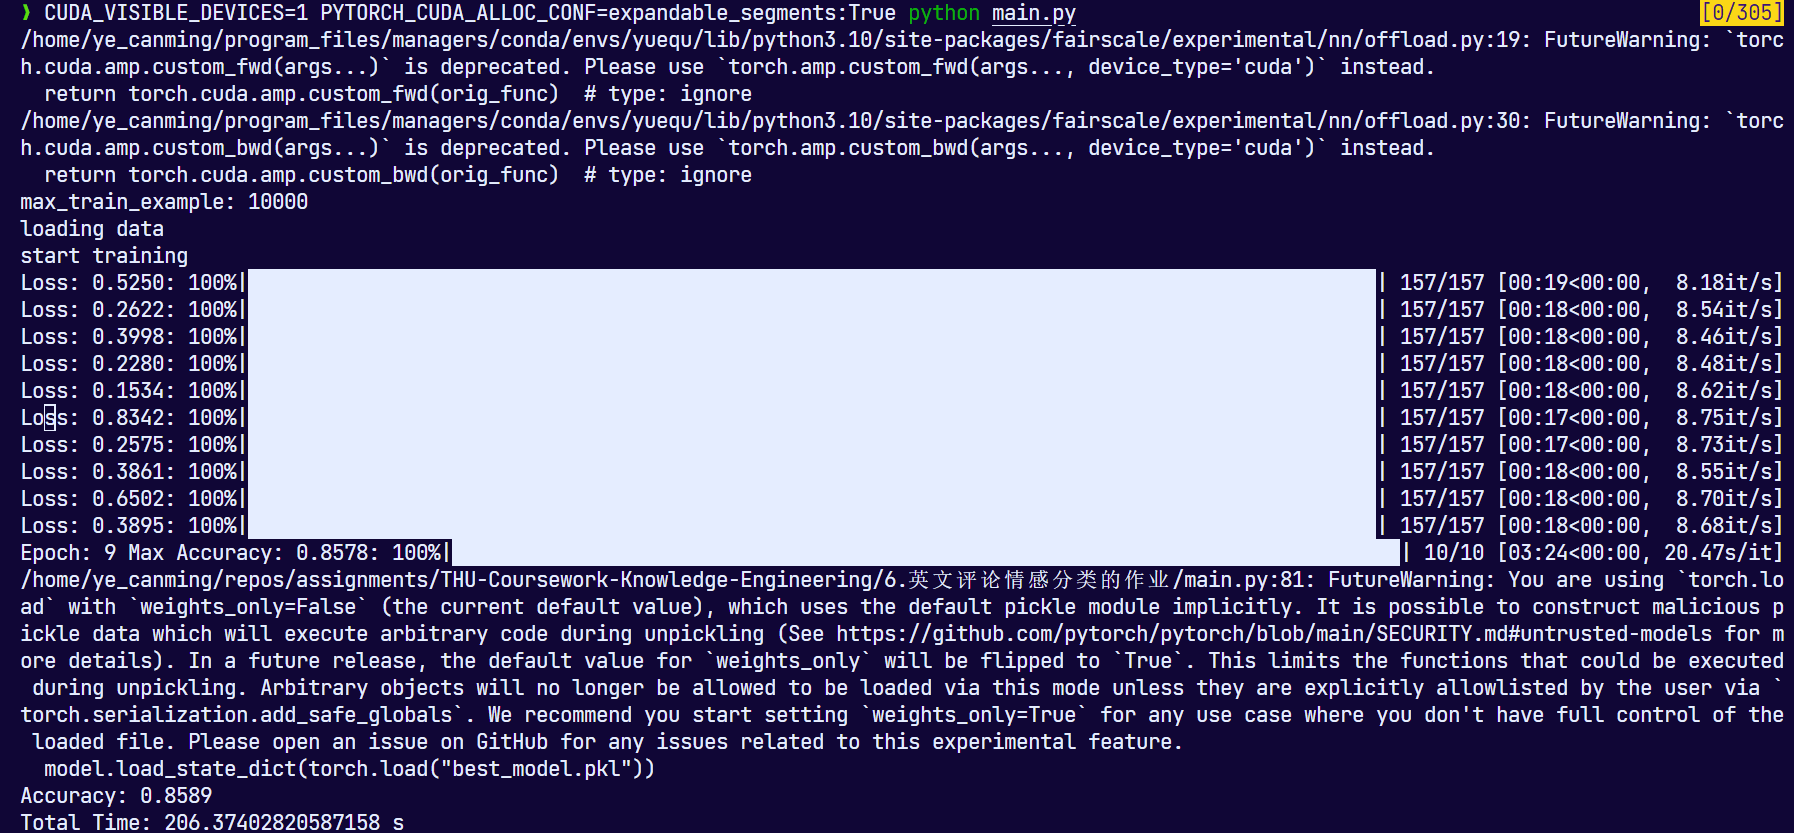 ❯ CUDA_VISIBLE_DEVICES=1 PYTORCH_CUDA_ALLOC_CONF=expandable_segments:True python main.py [0/305]
/home/ye_canming/program_files/managers/conda/envs/yuequ/lib/python3.10/site-packages/fairscale/experimental/nn/offload.py:19: FutureWarning: `torc
h.cuda.amp.custom_fwd(args...)` is deprecated. Please use `torch.amp.custom_fwd(args..., device_type='cuda')` instead.
  return torch.cuda.amp.custom_fwd(orig_func)  # type: ignore
/home/ye_canming/program_files/managers/conda/envs/yuequ/lib/python3.10/site-packages/fairscale/experimental/nn/offload.py:30: FutureWarning: `torc
h.cuda.amp.custom_bwd(args...)` is deprecated. Please use `torch.amp.custom_bwd(args..., device_type='cuda')` instead.
  return torch.cuda.amp.custom_bwd(orig_func)  # type: ignore
max_train_example: 10000
loading data
start training
Loss: 0.5250: 100%|| 157/157 [00:19<00:00,  8.18it/s]
Loss: 0.2622: 100%|| 157/157 [00:18<00:00,  8.54it/s]
Loss: 0.3998: 100%|| 157/157 [00:18<00:00,  8.46it/s]
Loss: 0.2280: 100%|| 157/157 [00:18<00:00,  8.48it/s]
Loss: 0.1534: 100%|| 157/157 [00:18<00:00,  8.62it/s]
Loss: 0.8342: 100%|| 157/157 [00:17<00:00,  8.75it/s]
Loss: 0.2575: 100%|| 157/157 [00:17<00:00,  8.73it/s]
Loss: 0.3861: 100%|| 157/157 [00:18<00:00,  8.55it/s]
Loss: 0.6502: 100%|| 157/157 [00:18<00:00,  8.70it/s]
Loss: 0.3895: 100%|| 157/157 [00:18<00:00,  8.68it/s]
Epoch: 9 Max Accuracy: 0.8578: 100%|| 10/10 [03:24<00:00, 20.47s/it]
/home/ye_canming/repos/assignments/THU-Coursework-Knowledge-Engineering/6.英文评论情感分类的作业/main.py:81: FutureWarning: You are using `torch.lo
ad` with `weights_only=False` (the current default value), which uses the default pickle module implicitly. It is possible to construct malicious p
ickle data which will execute arbitrary code during unpickling (See https://github.com/pytorch/pytorch/blob/main/SECURITY.md#untrusted-models for m
ore details). In a future release, the default value for `weights_only` will be flipped to `True`. This limits the functions that could be executed
 during unpickling. Arbitrary objects will no longer be allowed to be loaded via this mode unless they are explicitly allowlisted by the user via `
torch.serialization.add_safe_globals`. We recommend you start setting `weights_only=True` for any use case where you don't have full control of the
 loaded file. Please open an issue on GitHub for any issues related to this experimental feature.
  model.load_state_dict(torch.load("best_model.pkl"))
Accuracy: 0.8589
Total Time: 206.37402820587158 s